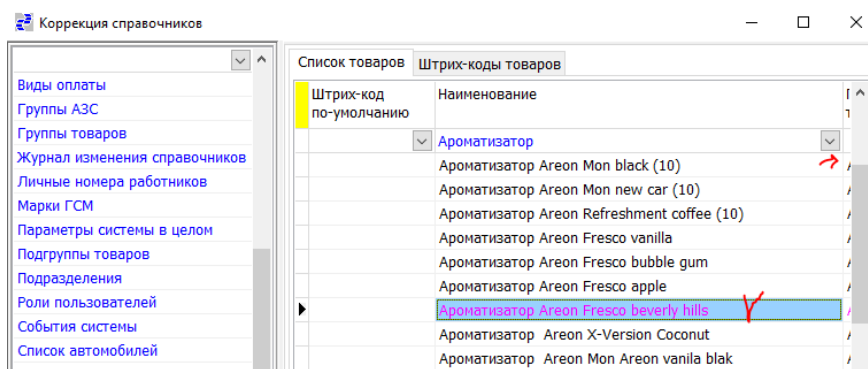 Коррекция справочников
Виды оплаты
Группы АЗС
Группы товаров
Журнал изменения справочников
Личные номера работников
Марки ГСМ
Параметры системы в целом
Подгруппы товаров
Подразделения
Роли пользователей
События системы
Список автомобилей
Список товаров Штрих-коды товаров
Штрих-код Наименование
по-умолчанию
Ароматизатор
Ароматизатор Areon Mon black (10)
Ароматизатор Areon Mon new car (10)
Ароматизатор Areon Refreshment coffee (10)
Ароматизатор Areon Fresco vanilla
Ароматизатор Areon Fresco bubble gum
Ароматизатор Areon Fresco apple
Ароматизатор Areon Fresco beverly hills
Ароматизатор  Areon X-Version Coconut
Ароматизатор  Areon Mon Areon vanila blak